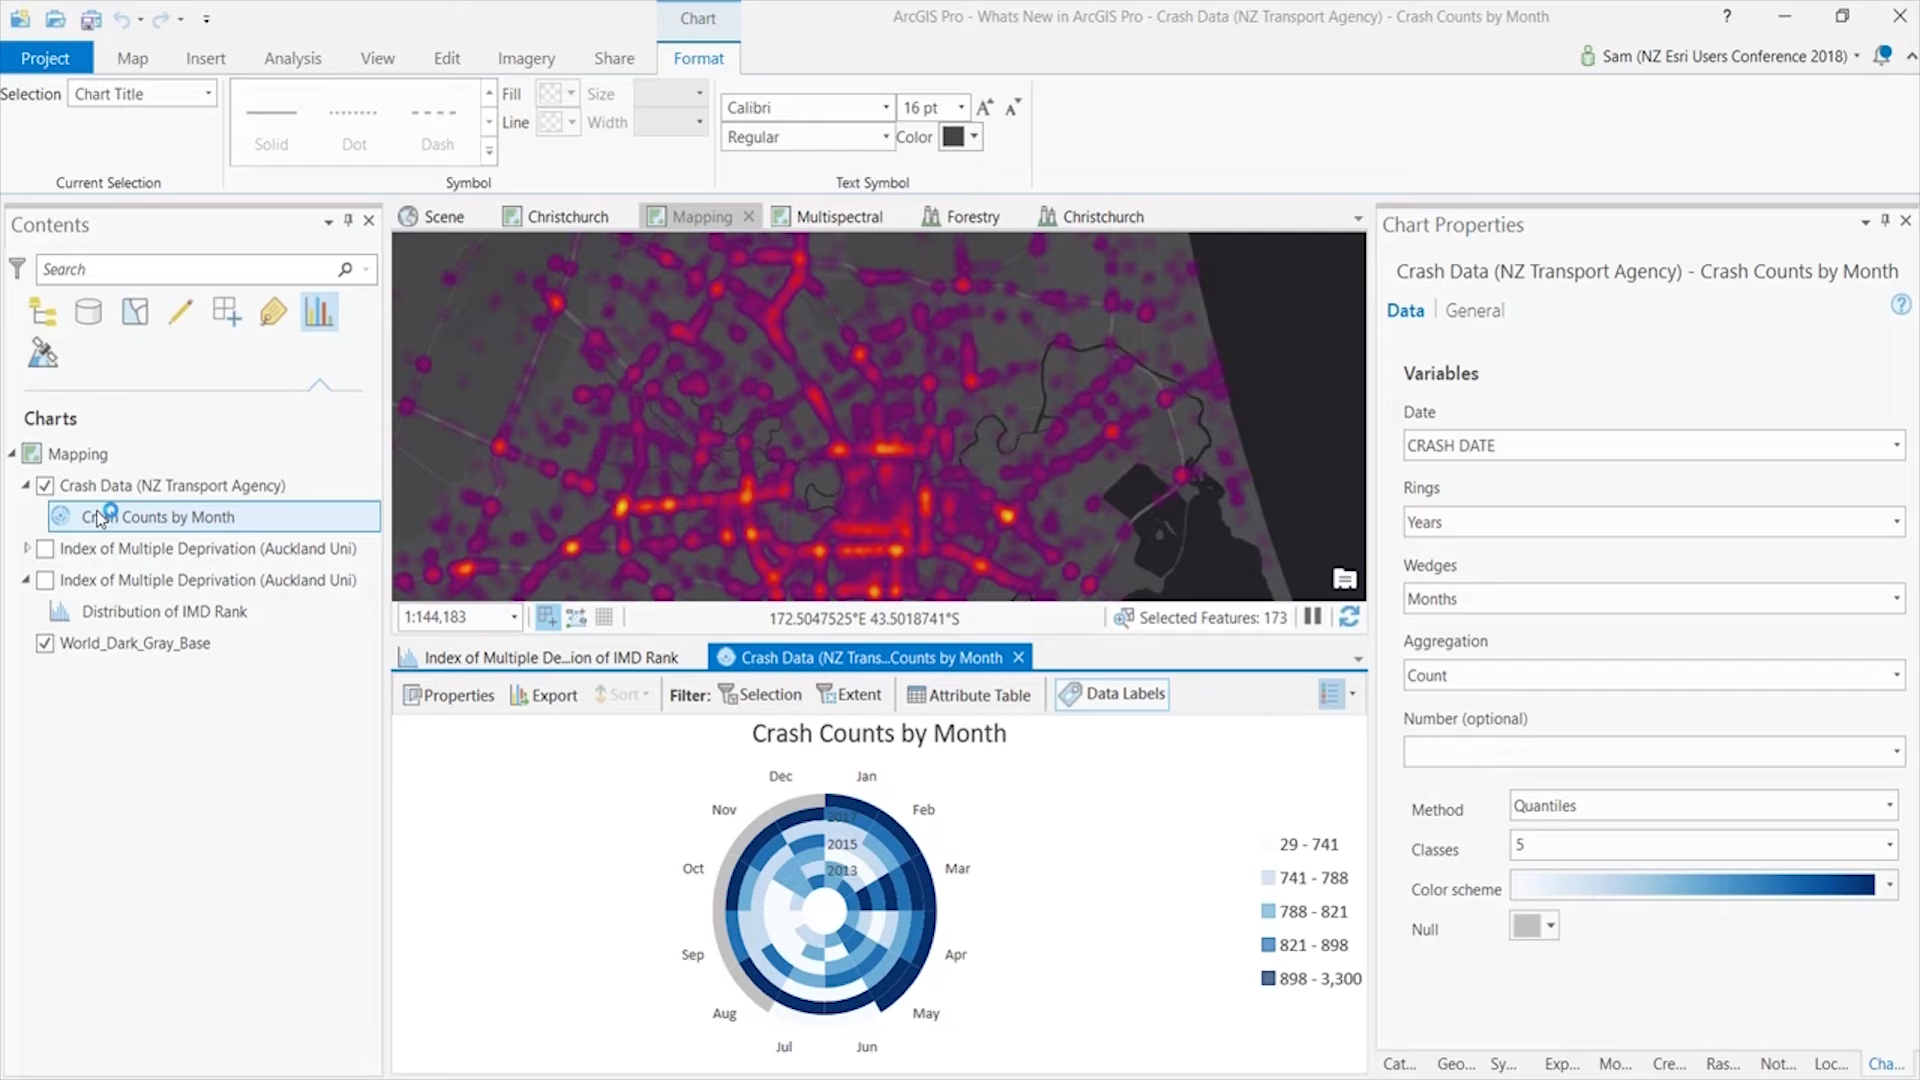 Chart
ArcGIS Pro - Whats New in ArcGIS Pro - Crash Data (NZ Transport Agency) - Crash Counts by Month
?
Project
Map
Insert
Analysis
View
Edit
Imagery
Share
Format
Sam (NZ Esri Users Conference 2018)
Selection
Chart Title
Solid
Dot
Dash
Fill
Size
Line
Width
Calibri
16 pt
Regular
Color
Current Selection
Symbol
Text Symbol
Contents
Search
Charts
Mapping
Crash Data (NZ Transport Agency)
Counts by Month
Index of Multiple Deprivation (Auckland Uni)
Index of Multiple Deprivation (Auckland Uni)
Distribution of IMD Rank
World_Dark_Gray_Base
Scene
Christchurch
Mapping
Multispectral
Forestry
Christchurch
1:144,183
172.5047525°E 43.5018741°S
Selected Features: 173
Index of Multiple De...ion of IMD Rank
Crash Data (NZ Trans...Counts by Month
Properties
Export
Sort
Filter:
Selection
Extent
Attribute Table
Data Labels
Crash Counts by Month
Dec
Jan
Nov
Feb
2017
2015
Oct
2013
Mar
Sep
Apr
Aug
May
Jul
Jun
29 - 741
741 - 788
788 - 821
821 - 898
898 - 3,300
Chart Properties
Crash Data (NZ Transport Agency) - Crash Counts by Month
Data
General
?
Variables
Date
CRASH DATE
Rings
Years
Wedges
Months
Aggregation
Count
Number (optional)
Method
Quantiles
Classes
5
Color scheme
Null
Cat...
Geo...
Sy...
Exp...
Mo...
Cre...
Ras...
Not...
Loc...
Cha...